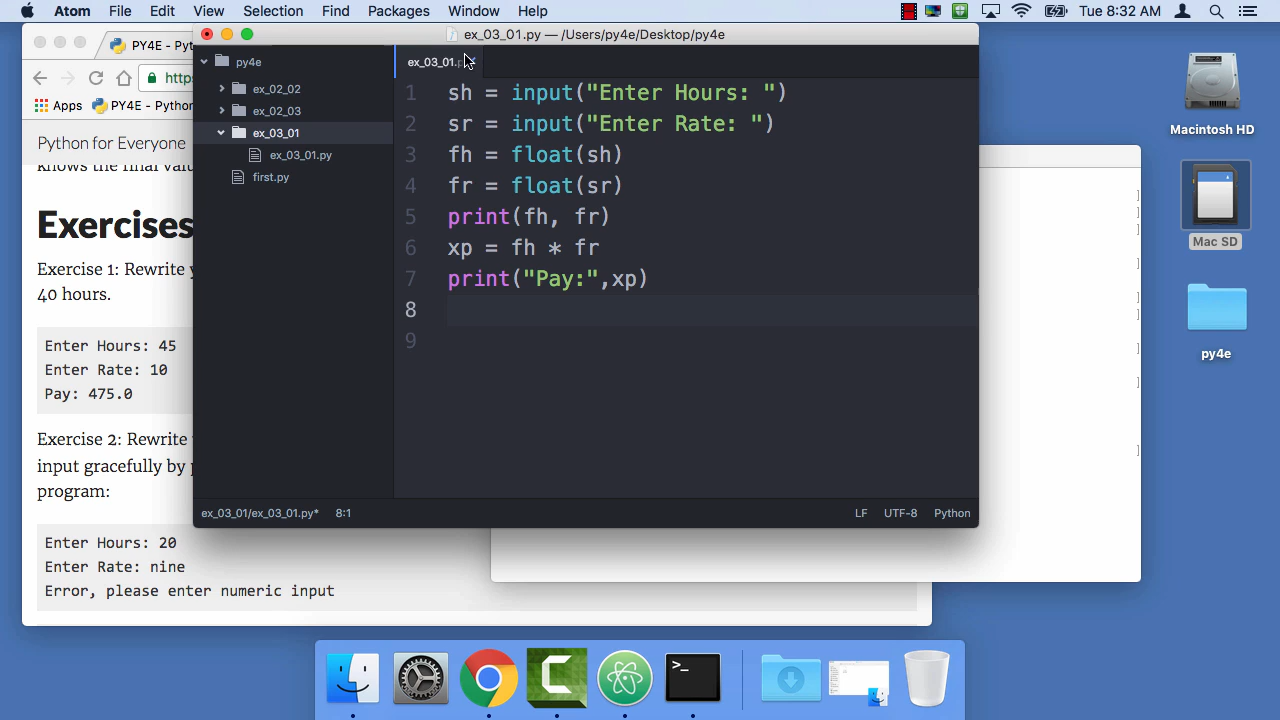 Atom File Edit View Selection Find Packages Window Help
Tue 8:32 AM
ex_03_01.py — /Users/py4e/Desktop/py4e
PY4E - Pyt
https
Apps PY4E - Python
Python for Everyone
knows the final valu
Exercises
Exercise 1: Rewrite y
40 hours.
Enter Hours: 45
Enter Rate: 10
Pay: 475.0
Exercise 2: Rewrite
input gracefully by p
program:
Enter Hours: 20
Enter Rate: nine
Error, please enter numeric input
py4e
ex_02_02
ex_02_03
ex_03_01
ex_03_01.py
first.py
ex_03_01.p
1 sh = input("Enter Hours: ")
2 sr = input("Enter Rate: ")
3 fh = float(sh)
4 fr = float(sr)
5 print(fh, fr)
6 xp = fh * fr
7 print("Pay:",xp)
8
9
ex_03_01/ex_03_01.py* 8:1
LF UTF-8 Python
]
]
]
]
]
]
]
]
]
Macintosh HD
Mac SD
py4e
>_